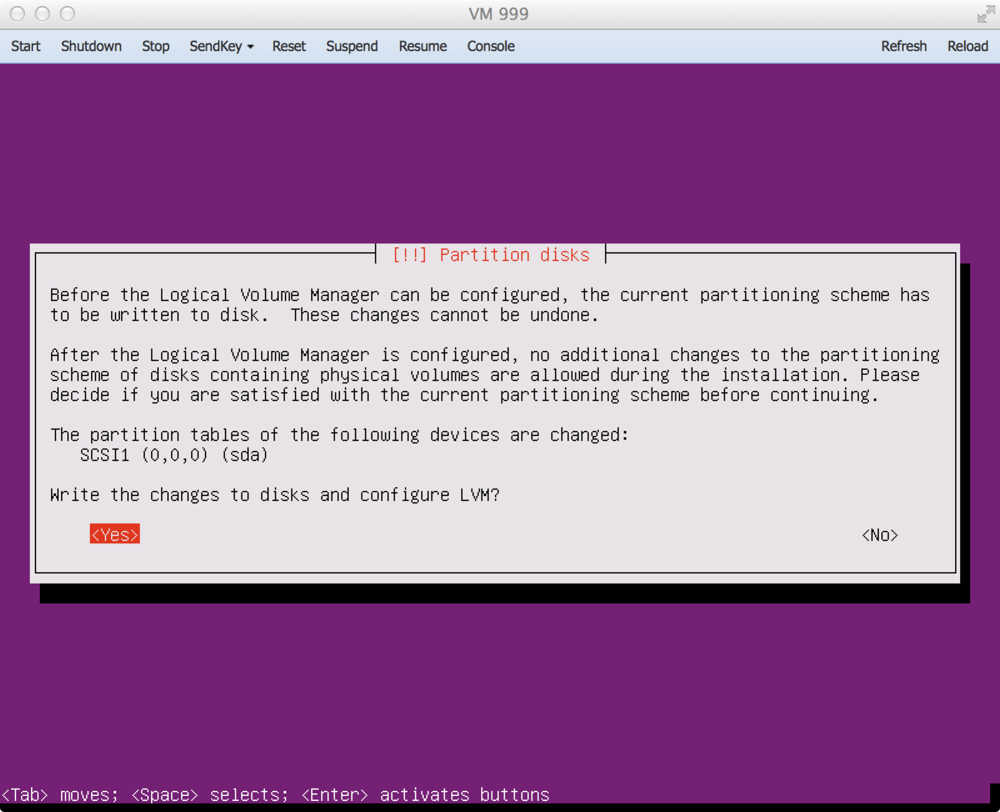 VM 999
Start Shutdown Stop SendKey Reset Suspend Resume Console Refresh Reload
[!!] Partition disks
Before the Logical Volume Manager can be configured, the current partitioning scheme has
to be written to disk.  These changes cannot be undone.
After the Logical Volume Manager is configured, no additional changes to the partitioning
scheme of disks containing physical volumes are allowed during the installation. Please
decide if you are satisfied with the current partitioning scheme before continuing.
The partition tables of the following devices are changed:
SCSI1 (0,0,0) (sda)
Write the changes to disks and configure LVM?
<Yes> <No>
<Tab> moves; <Space> selects; <Enter> activates buttons